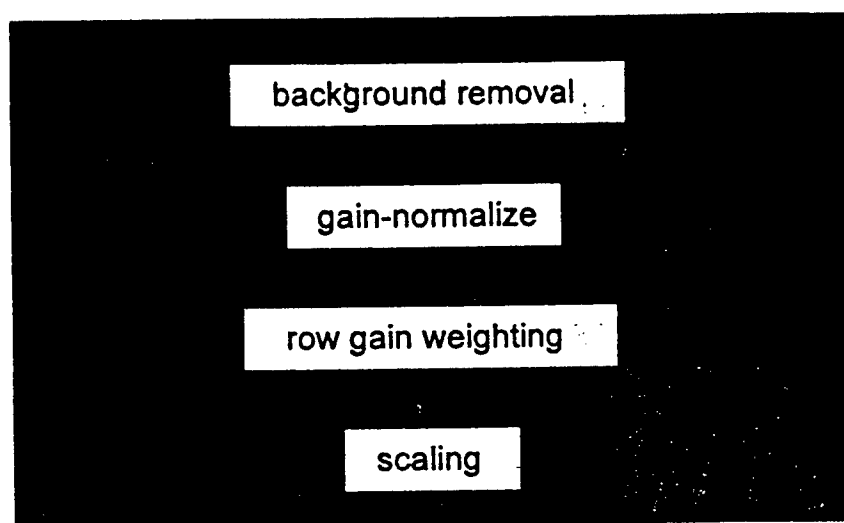 background removal
gain-normalize
row gain weighting
scaling